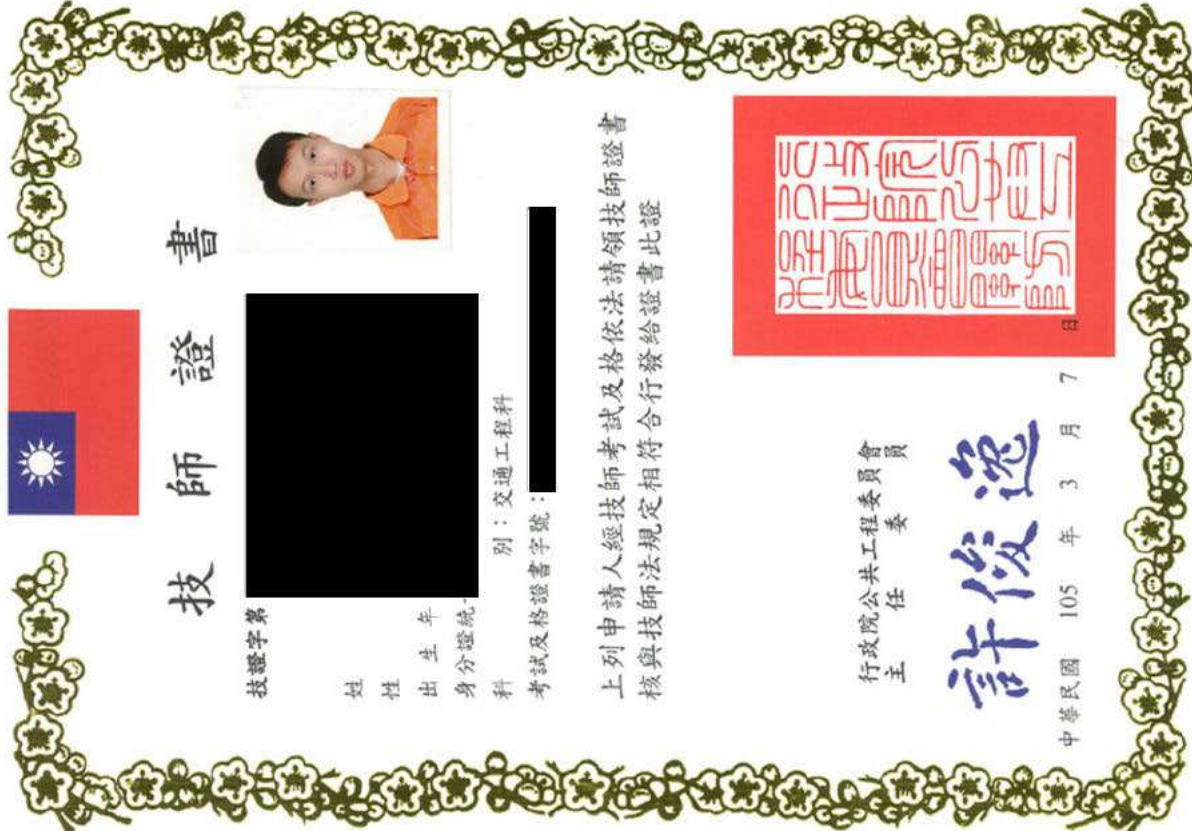 技師證書
技證字第
姓
性
出生年
身分證統一
科 別：交通工程科
考試及格證書字號：
上列申請人經技師考試及格依法請領技師證書
核與技師法規定相符合行發給證書此證
行政院公共工程委員會
主任委員
許俊逸
中華民國 105 年 3 月 7 日